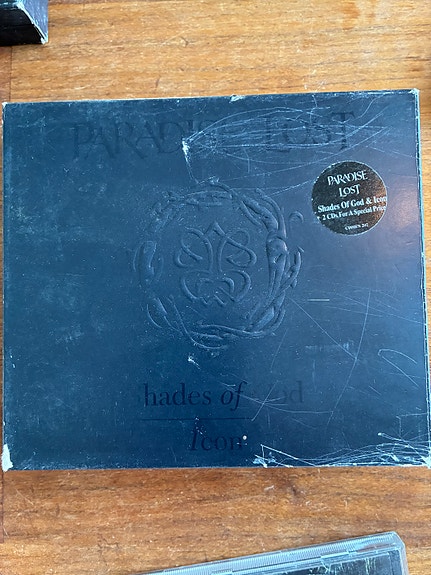 PARADISE LOST
PARADISE
LOST
Shades Of God & Icon
2 CDs For A Special Price
Shades of God
Icon